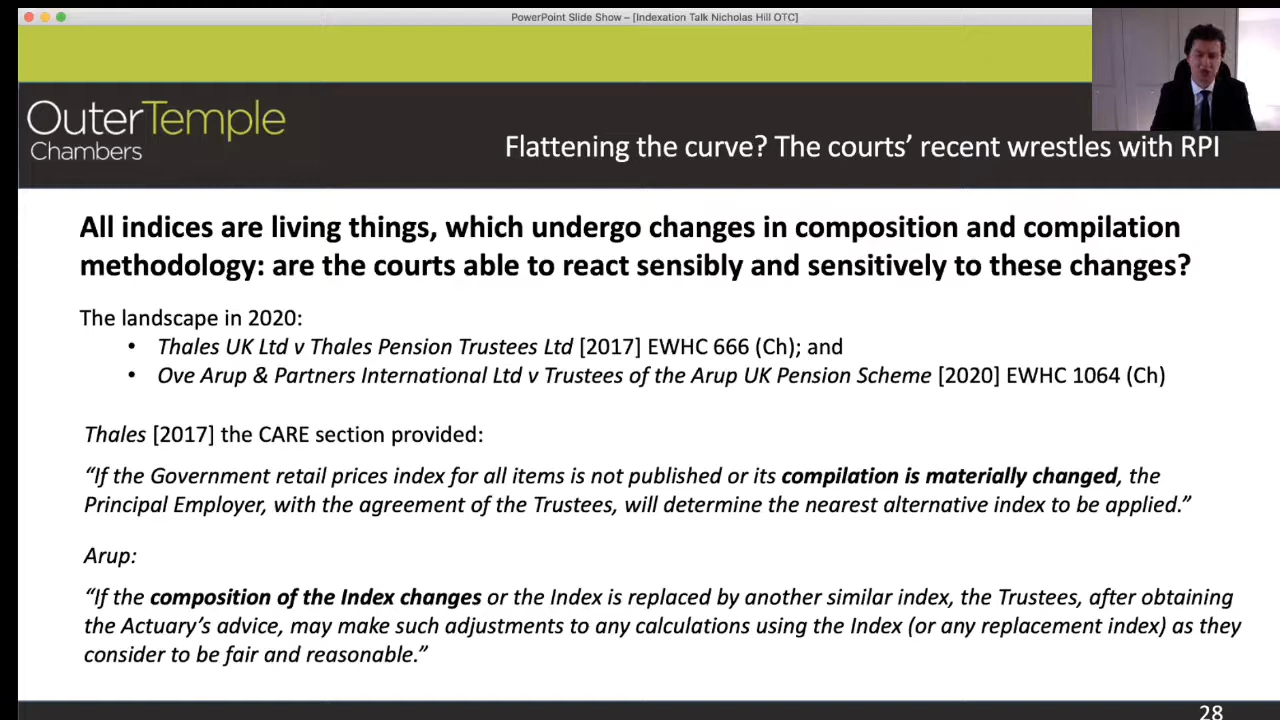 PowerPoint Slide Show – [Indexation Talk Nicholas Hill OTC]
OuterTemple
Chambers
Flattening the curve? The courts’ recent wrestles with RPI
All indices are living things, which undergo changes in composition and compilation
methodology: are the courts able to react sensibly and sensitively to these changes?
The landscape in 2020:
• Thales UK Ltd v Thales Pension Trustees Ltd [2017] EWHC 666 (Ch); and
• Ove Arup & Partners International Ltd v Trustees of the Arup UK Pension Scheme [2020] EWHC 1064 (Ch)
Thales [2017] the CARE section provided:
“If the Government retail prices index for all items is not published or its compilation is materially changed, the
Principal Employer, with the agreement of the Trustees, will determine the nearest alternative index to be applied.”
Arup:
“If the composition of the Index changes or the Index is replaced by another similar index, the Trustees, after obtaining
the Actuary’s advice, may make such adjustments to any calculations using the Index (or any replacement index) as they
consider to be fair and reasonable.”
28